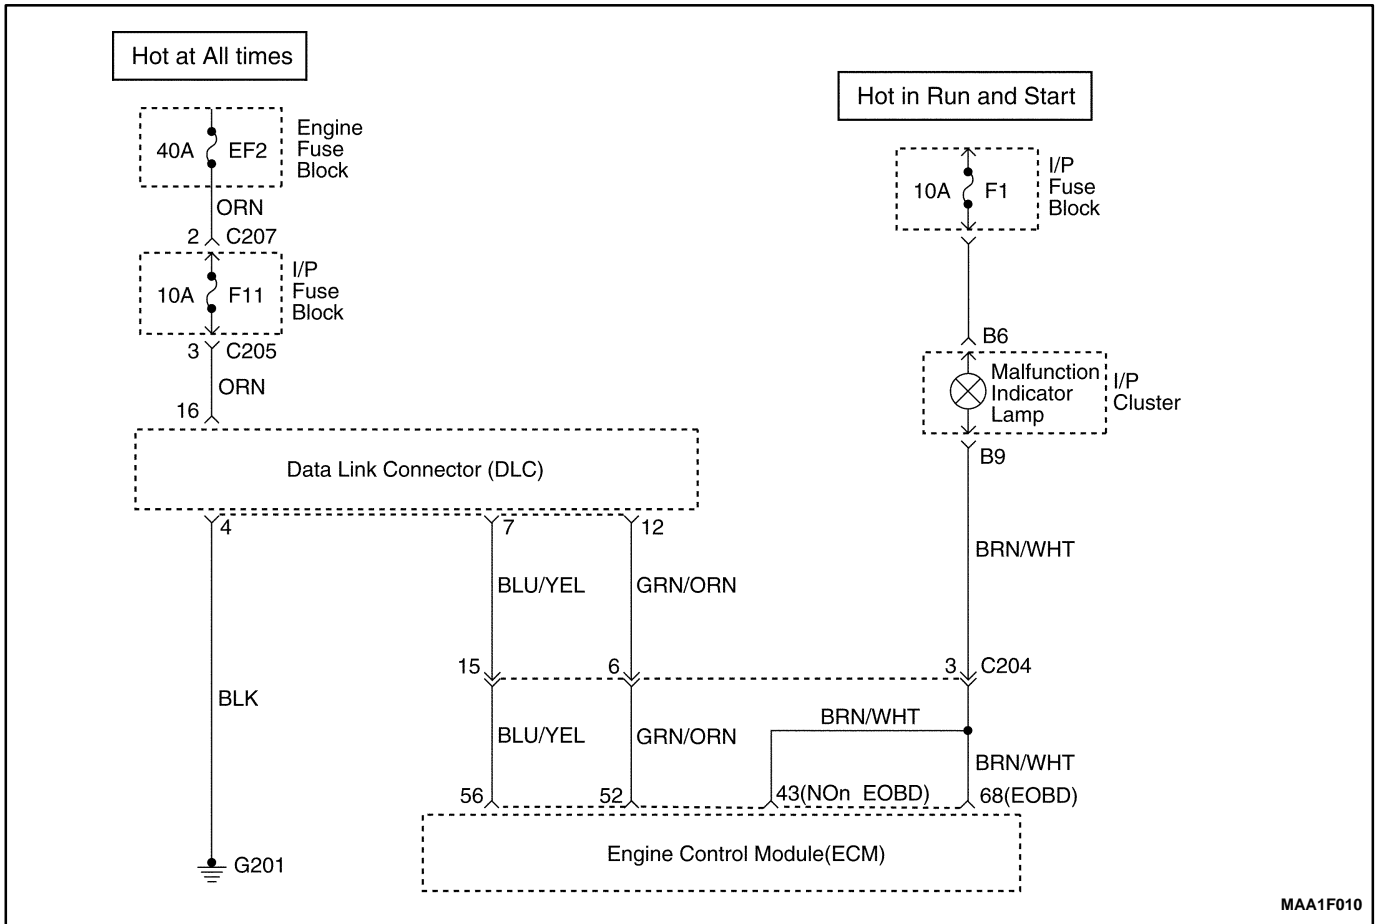 Hot at All times
Hot in Run and Start
40A EF2
Engine
Fuse
Block
10A F1
I/P
Fuse
Block
ORN
2 C207
10A F11
I/P
Fuse
Block
3 C205
ORN
16
B6
Malfunction
Indicator
Lamp
I/P
Cluster
B9
Data Link Connector (DLC)
4 7 12
BRN/WHT
BLU/YEL GRN/ORN
15 6 3 C204
BLK
BRN/WHT
BLU/YEL GRN/ORN
BRN/WHT
56 52 43(NOn EOBD) 68(EOBD)
Engine Control Module(ECM)
G201
MAA1F010